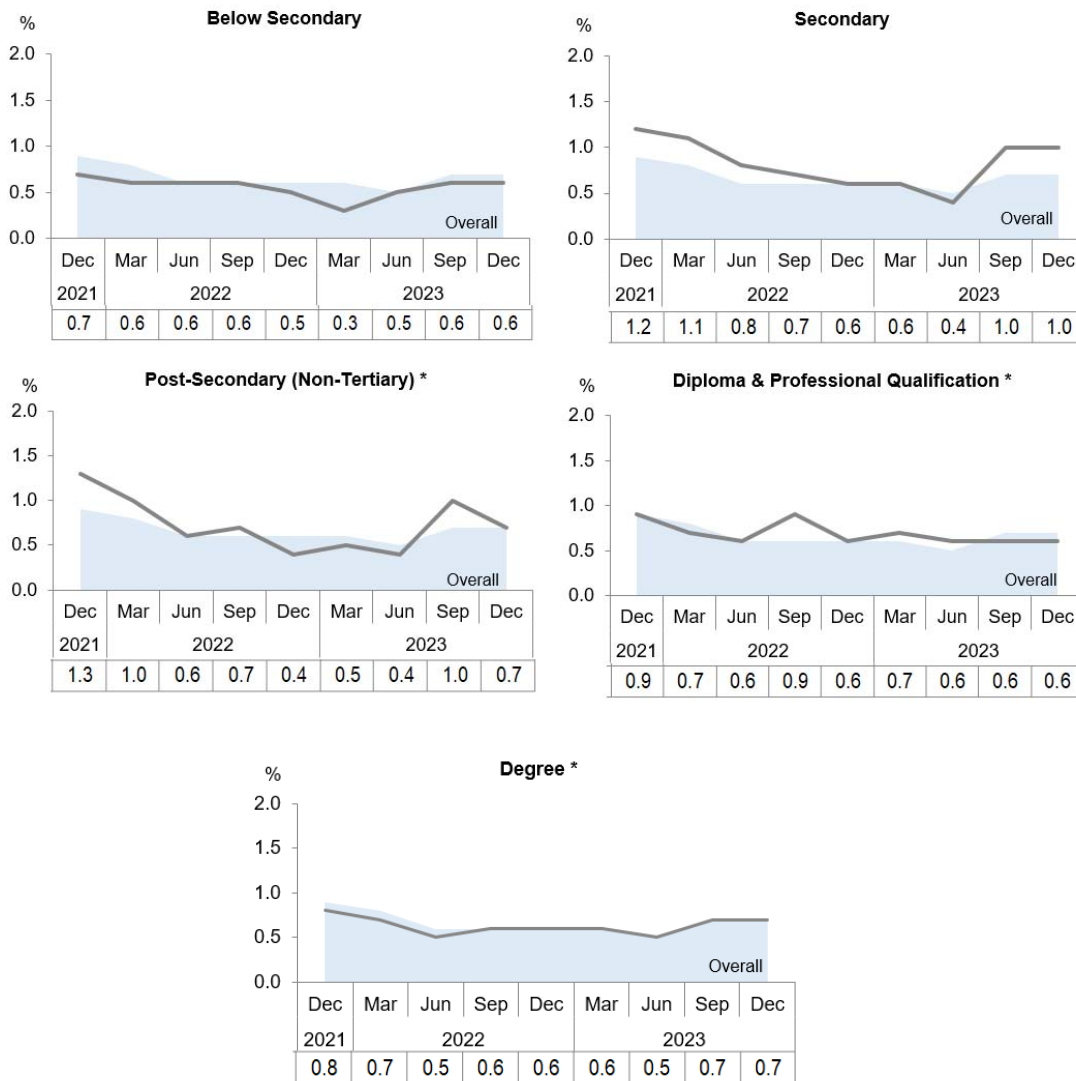 Below Secondary
%
2.0
1.5
1.0
0.5
0.0
Overall
Dec Mar Jun Sep Dec Mar Jun Sep Dec
2021 2022 2023
0.7 0.6 0.6 0.6 0.5 0.3 0.5 0.6 0.6
Secondary
%
2.0
1.5
1.0
0.5
0.0
Overall
Dec Mar Jun Sep Dec Mar Jun Sep Dec
2021 2022 2023
1.2 1.1 0.8 0.7 0.6 0.6 0.4 1.0 1.0
Post-Secondary (Non-Tertiary) *
%
2.0
1.5
1.0
0.5
0.0
Overall
Dec Mar Jun Sep Dec Mar Jun Sep Dec
2021 2022 2023
1.3 1.0 0.6 0.7 0.4 0.5 0.4 1.0 0.7
Diploma & Professional Qualification *
%
2.0
1.5
1.0
0.5
0.0
Overall
Dec Mar Jun Sep Dec Mar Jun Sep Dec
2021 2022 2023
0.9 0.7 0.6 0.9 0.6 0.7 0.6 0.6 0.6
Degree *
%
2.0
1.5
1.0
0.5
0.0
Overall
Dec Mar Jun Sep Dec Mar Jun Sep Dec
2021 2022 2023
0.8 0.7 0.5 0.6 0.6 0.6 0.5 0.7 0.7